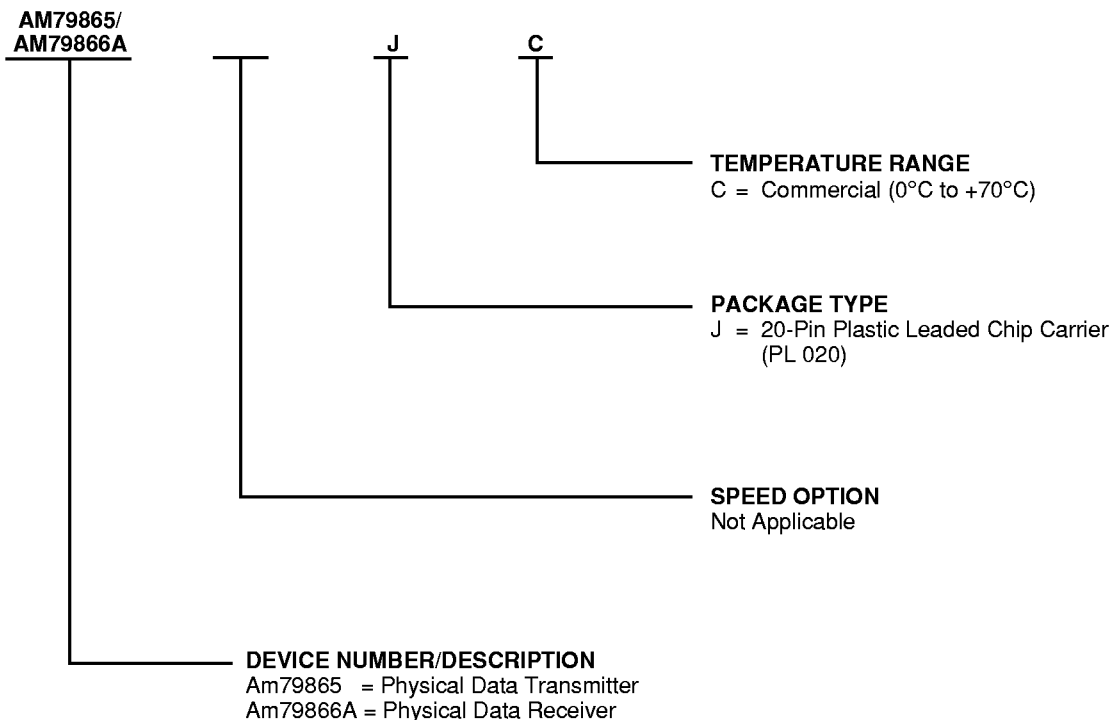 AM79865/
AM79866A
J
C
TEMPERATURE RANGE
C = Commercial (0°C to +70°C)
PACKAGE TYPE
J = 20-Pin Plastic Leaded Chip Carrier
(PL 020)
SPEED OPTION
Not Applicable
DEVICE NUMBER/DESCRIPTION
Am79865 = Physical Data Transmitter
Am79866A = Physical Data Receiver